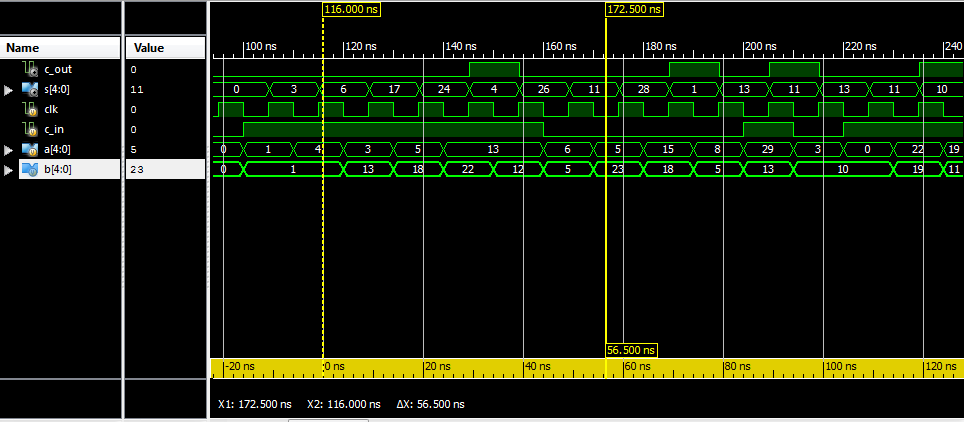 116.000 ns 172.500 ns
Name Value 100 ns 120 ns 140 ns 160 ns 180 ns 200 ns 220 ns 240
c_out 0
s[4:0] 11 0 3 6 17 24 4 26 11 28 1 13 11 13 11 10
clk 0
c_in 0
a[4:0] 5 0 1 4 3 5 13 6 5 15 8 29 3 0 22 19
b[4:0] 23 0 1 13 18 22 12 5 23 18 5 13 10 19 11
56.500 ns
-20 ns 0 ns 20 ns 40 ns 60 ns 80 ns 100 ns 120 ns
X1: 172.500 ns X2: 116.000 ns ΔX: 56.500 ns